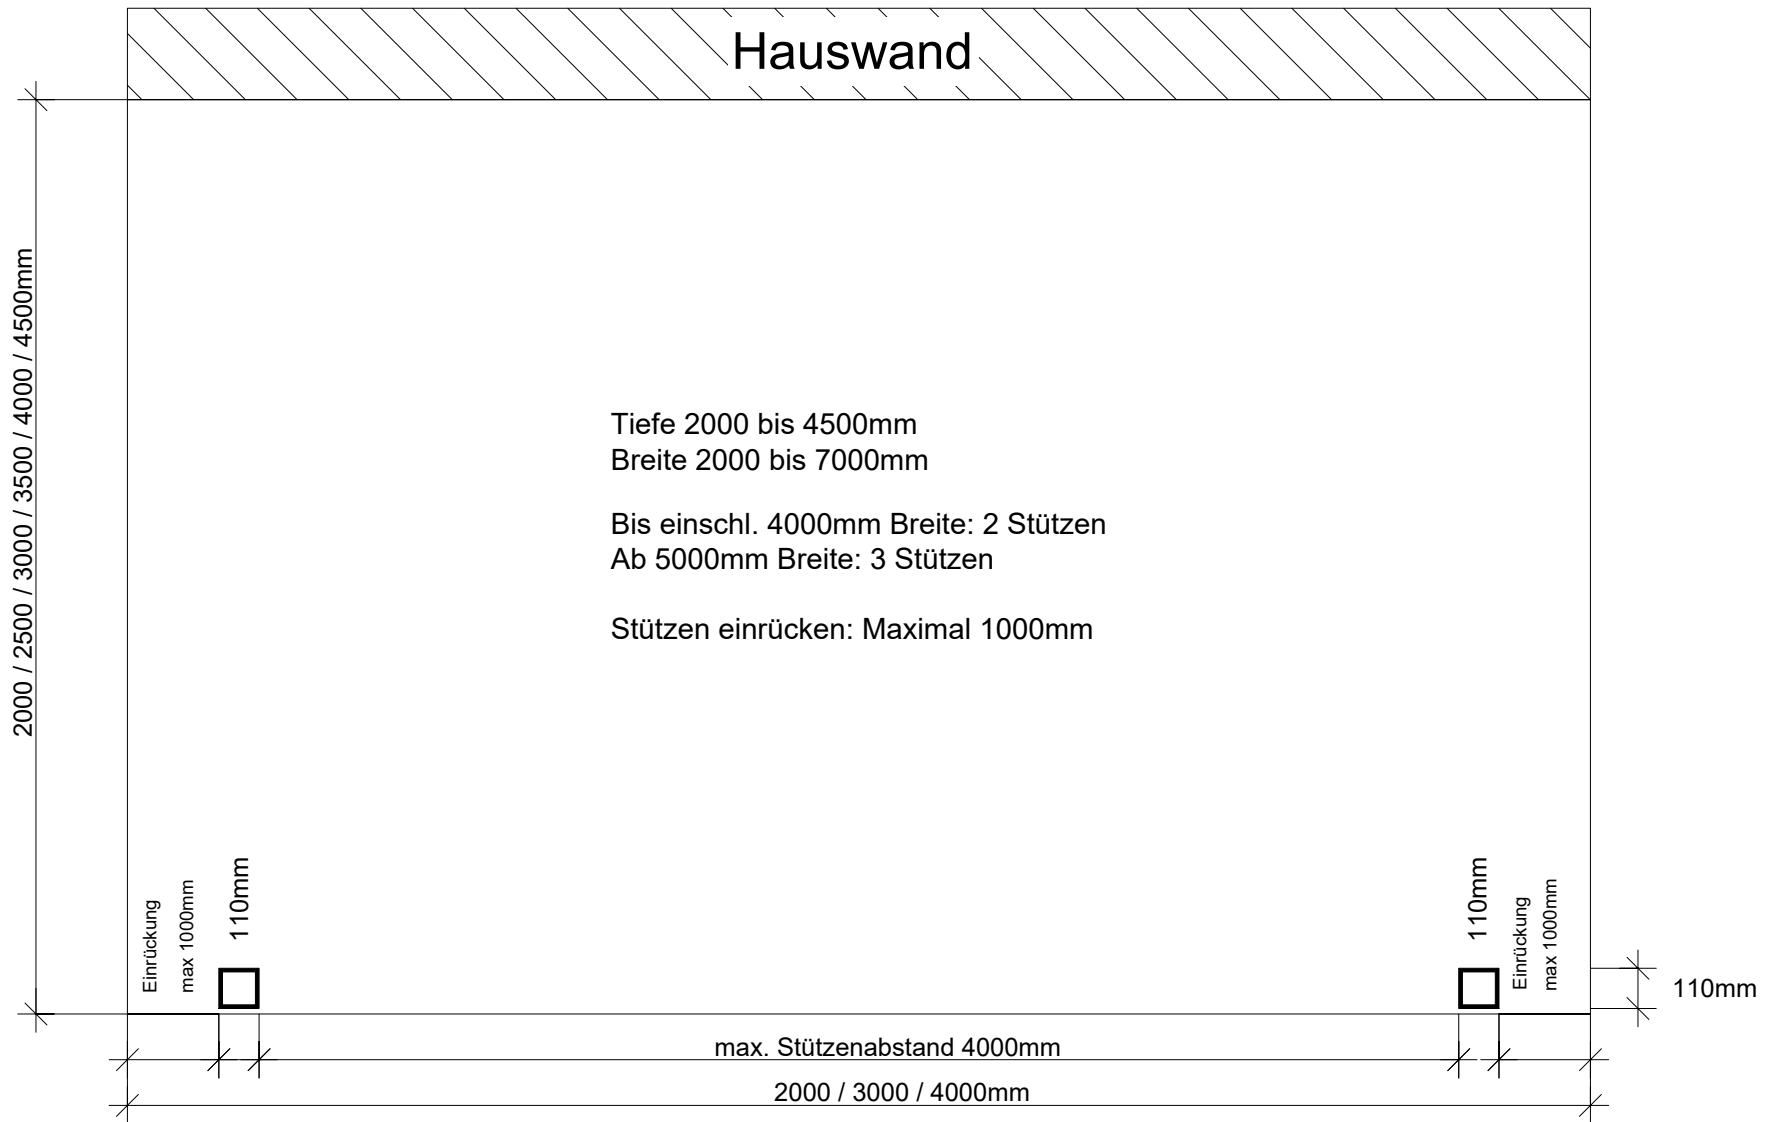 Hauswand
2000 / 2500 / 3000 / 3500 / 4000 / 4500mm
Tiefe 2000 bis 4500mm
Breite 2000 bis 7000mm
Bis einschl. 4000mm Breite: 2 Stützen
Ab 5000mm Breite: 3 Stützen
Stützen einrücken: Maximal 1000mm
Einrückung
max 1000mm
110mm
110mm
Einrückung
max 1000mm
110mm
max. Stützenabstand 4000mm
2000 / 3000 / 4000mm